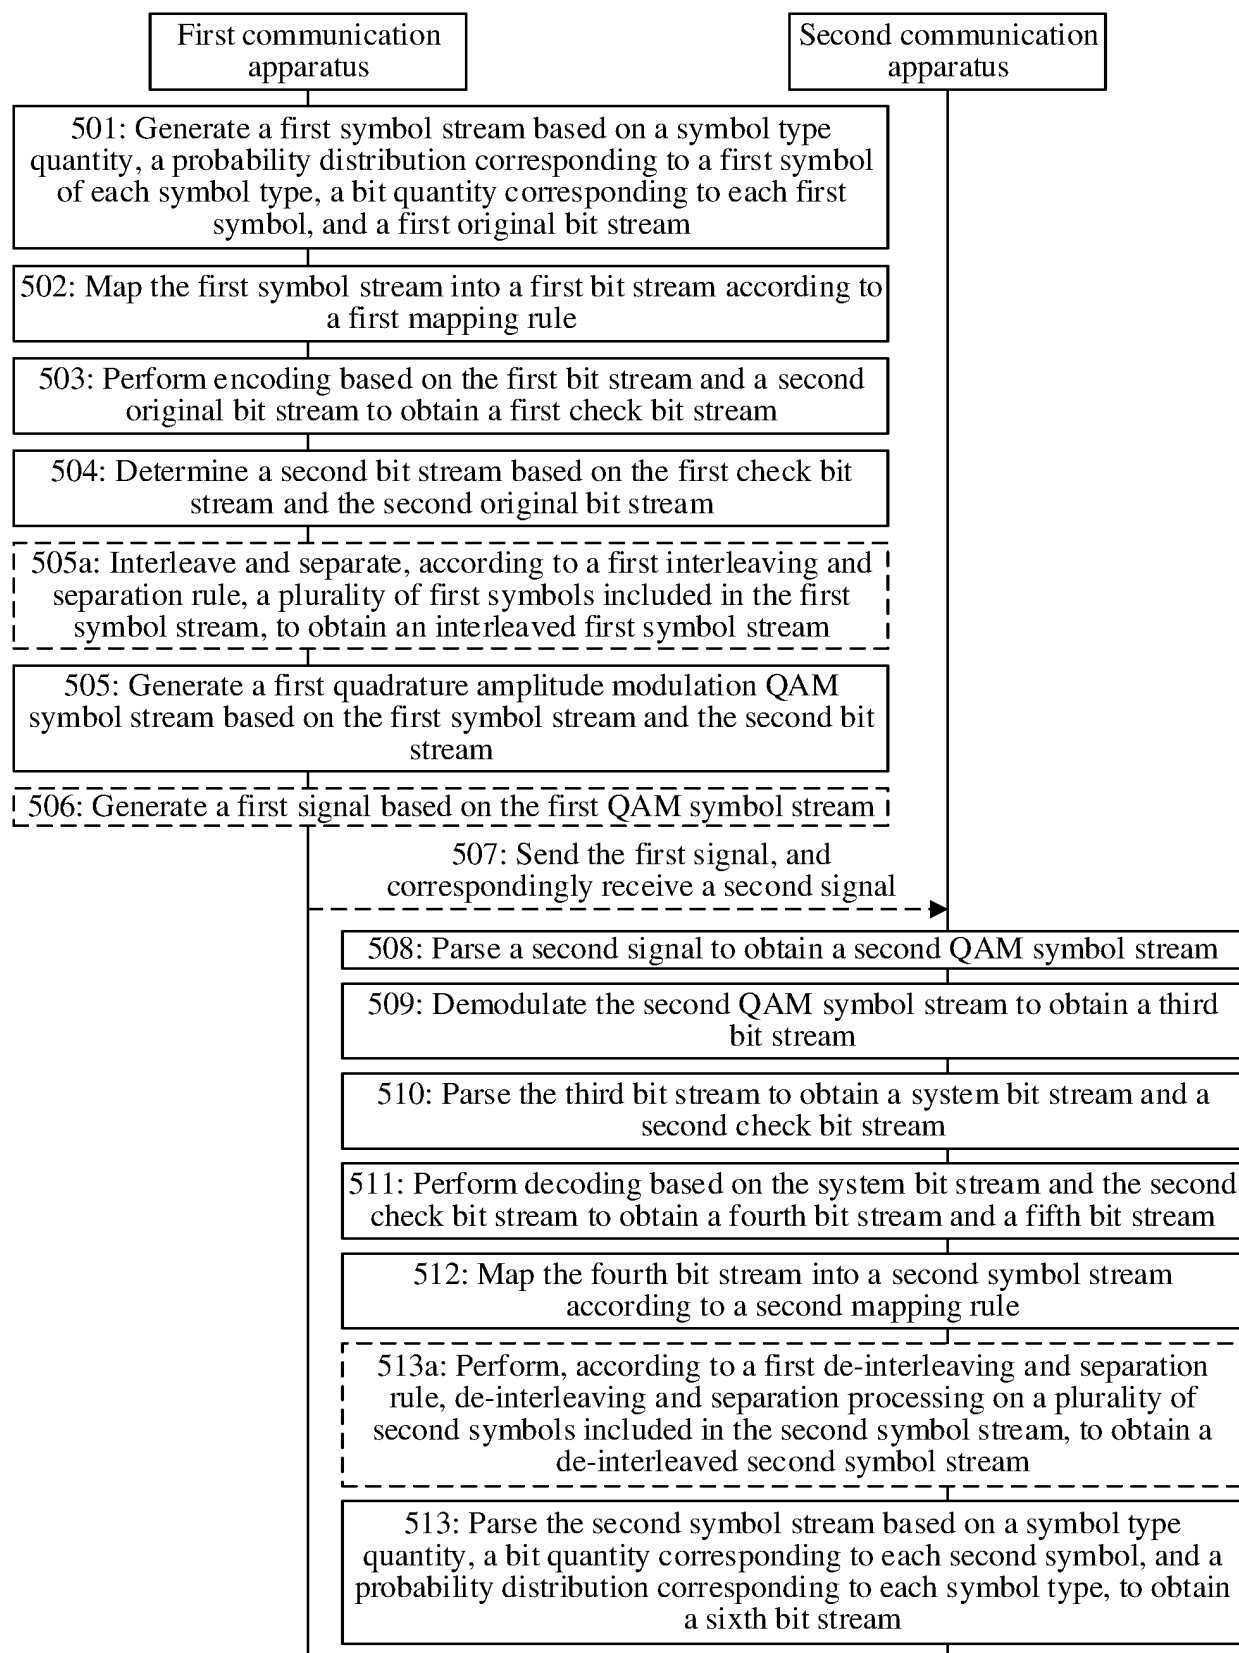 First communication
apparatus
Second communication
apparatus
501: Generate a first symbol stream based on a symbol type
quantity, a probability distribution corresponding to a first symbol
of each symbol type, a bit quantity corresponding to each first
symbol, and a first original bit stream
502: Map the first symbol stream into a first bit stream according to
a first mapping rule
503: Perform encoding based on the first bit stream and a second
original bit stream to obtain a first check bit stream
504: Determine a second bit stream based on the first check bit
stream and the second original bit stream
505a: Interleave and separate, according to a first interleaving and
separation rule, a plurality of first symbols included in the first
symbol stream, to obtain an interleaved first symbol stream
505: Generate a first quadrature amplitude modulation QAM
symbol stream based on the first symbol stream and the second bit
stream
506: Generate a first signal based on the first QAM symbol stream
507: Send the first signal, and
correspondingly receive a second signal
508: Parse a second signal to obtain a second QAM symbol stream
509: Demodulate the second QAM symbol stream to obtain a third
bit stream
510: Parse the third bit stream to obtain a system bit stream and a
second check bit stream
511: Perform decoding based on the system bit stream and the second
check bit stream to obtain a fourth bit stream and a fifth bit stream
512: Map the fourth bit stream into a second symbol stream
according to a second mapping rule
513a: Perform, according to a first de-interleaving and separation
rule, de-interleaving and separation processing on a plurality of
second symbols included in the second symbol stream, to obtain a
de-interleaved second symbol stream
513: Parse the second symbol stream based on a symbol type
quantity, a bit quantity corresponding to each second symbol, and a
probability distribution corresponding to each symbol type, to obtain
a sixth bit stream